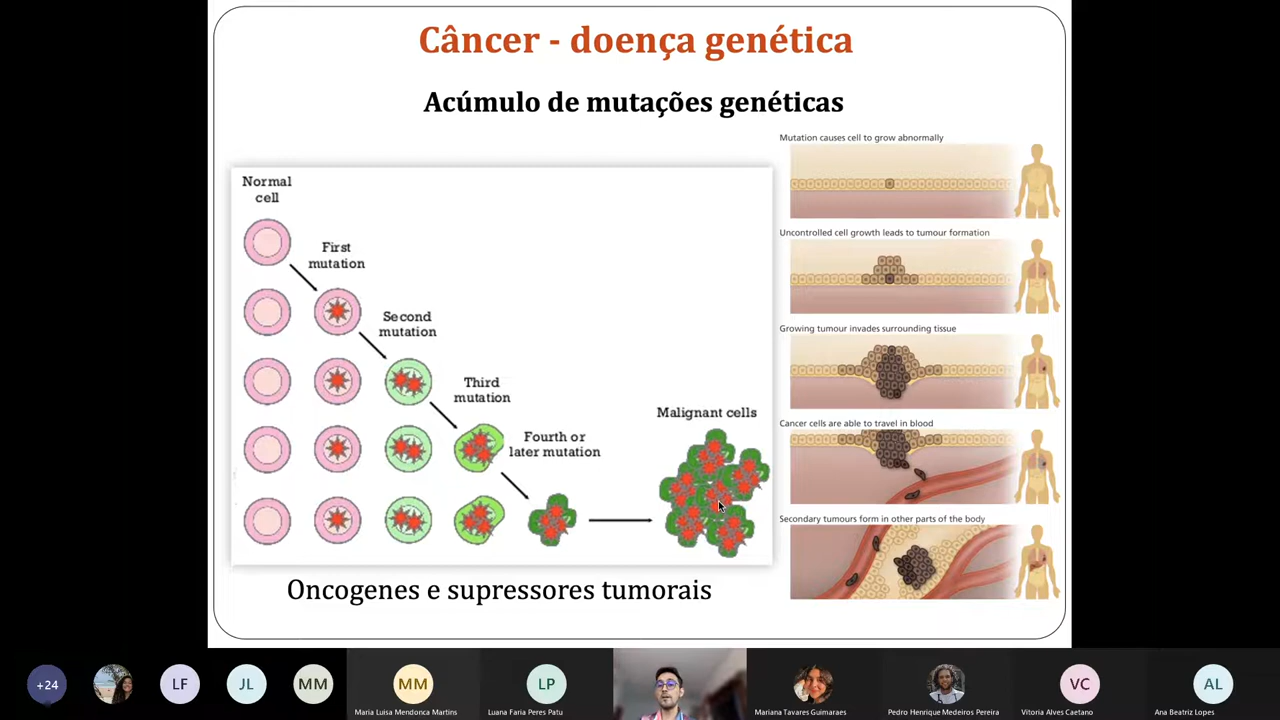 Câncer - doença genética
Acúmulo de mutações genéticas
Normal
cell
First
mutation
Second
mutation
Third
mutation
Fourth or
later mutation
Malignant cells
Oncogenes e supressores tumorais
Mutation causes cell to grow abnormally
Uncontrolled cell growth leads to tumour formation
Growing tumour invades surrounding tissue
Cancer cells are able to travel in blood
Secondary tumours form in other parts of the body
+24
LF
JL
MM
MM
Maria Luisa Mendonca Martins
LP
Luana Faria Peres Patu
Mariana Tavares Guimaraes
Pedro Henrique Medeiros Pereira
VC
Vitoria Alves Caetano
AL
Ana Beatriz Lopes